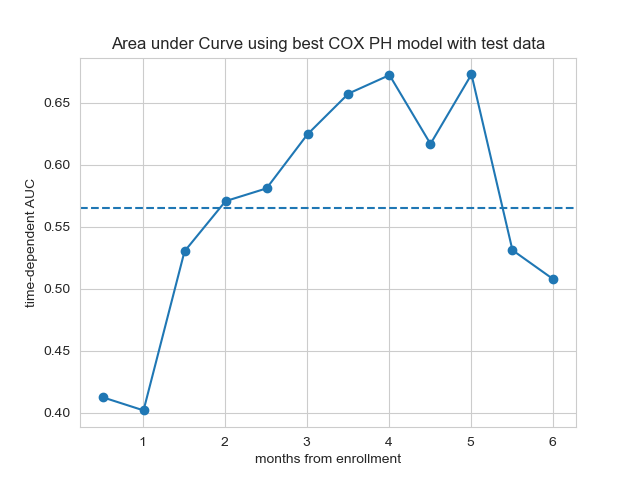 Area under Curve using best COX PH model with test data
time-dependent AUC
0.65
0.60
0.55
0.50
0.45
0.40
1 2 3 4 5 6
months from enrollment